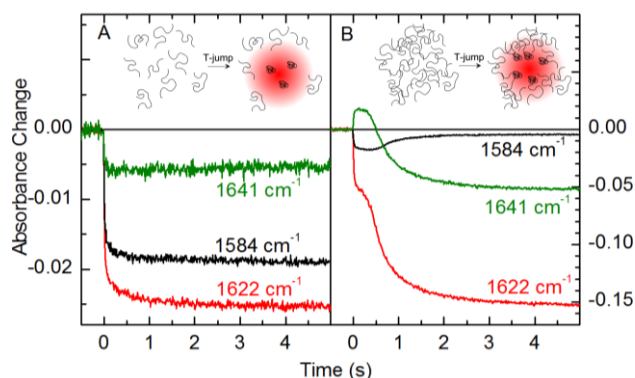 A
T-jump
B
T-jump
Absorbance Change
0.00
-0.01
-0.02
1641 cm⁻¹
1584 cm⁻¹
1622 cm⁻¹
0 1 2 3 4
1584 cm⁻¹
1641 cm⁻¹
1622 cm⁻¹
0.00
-0.05
-0.10
-0.15
0 1 2 3 4
Time (s)